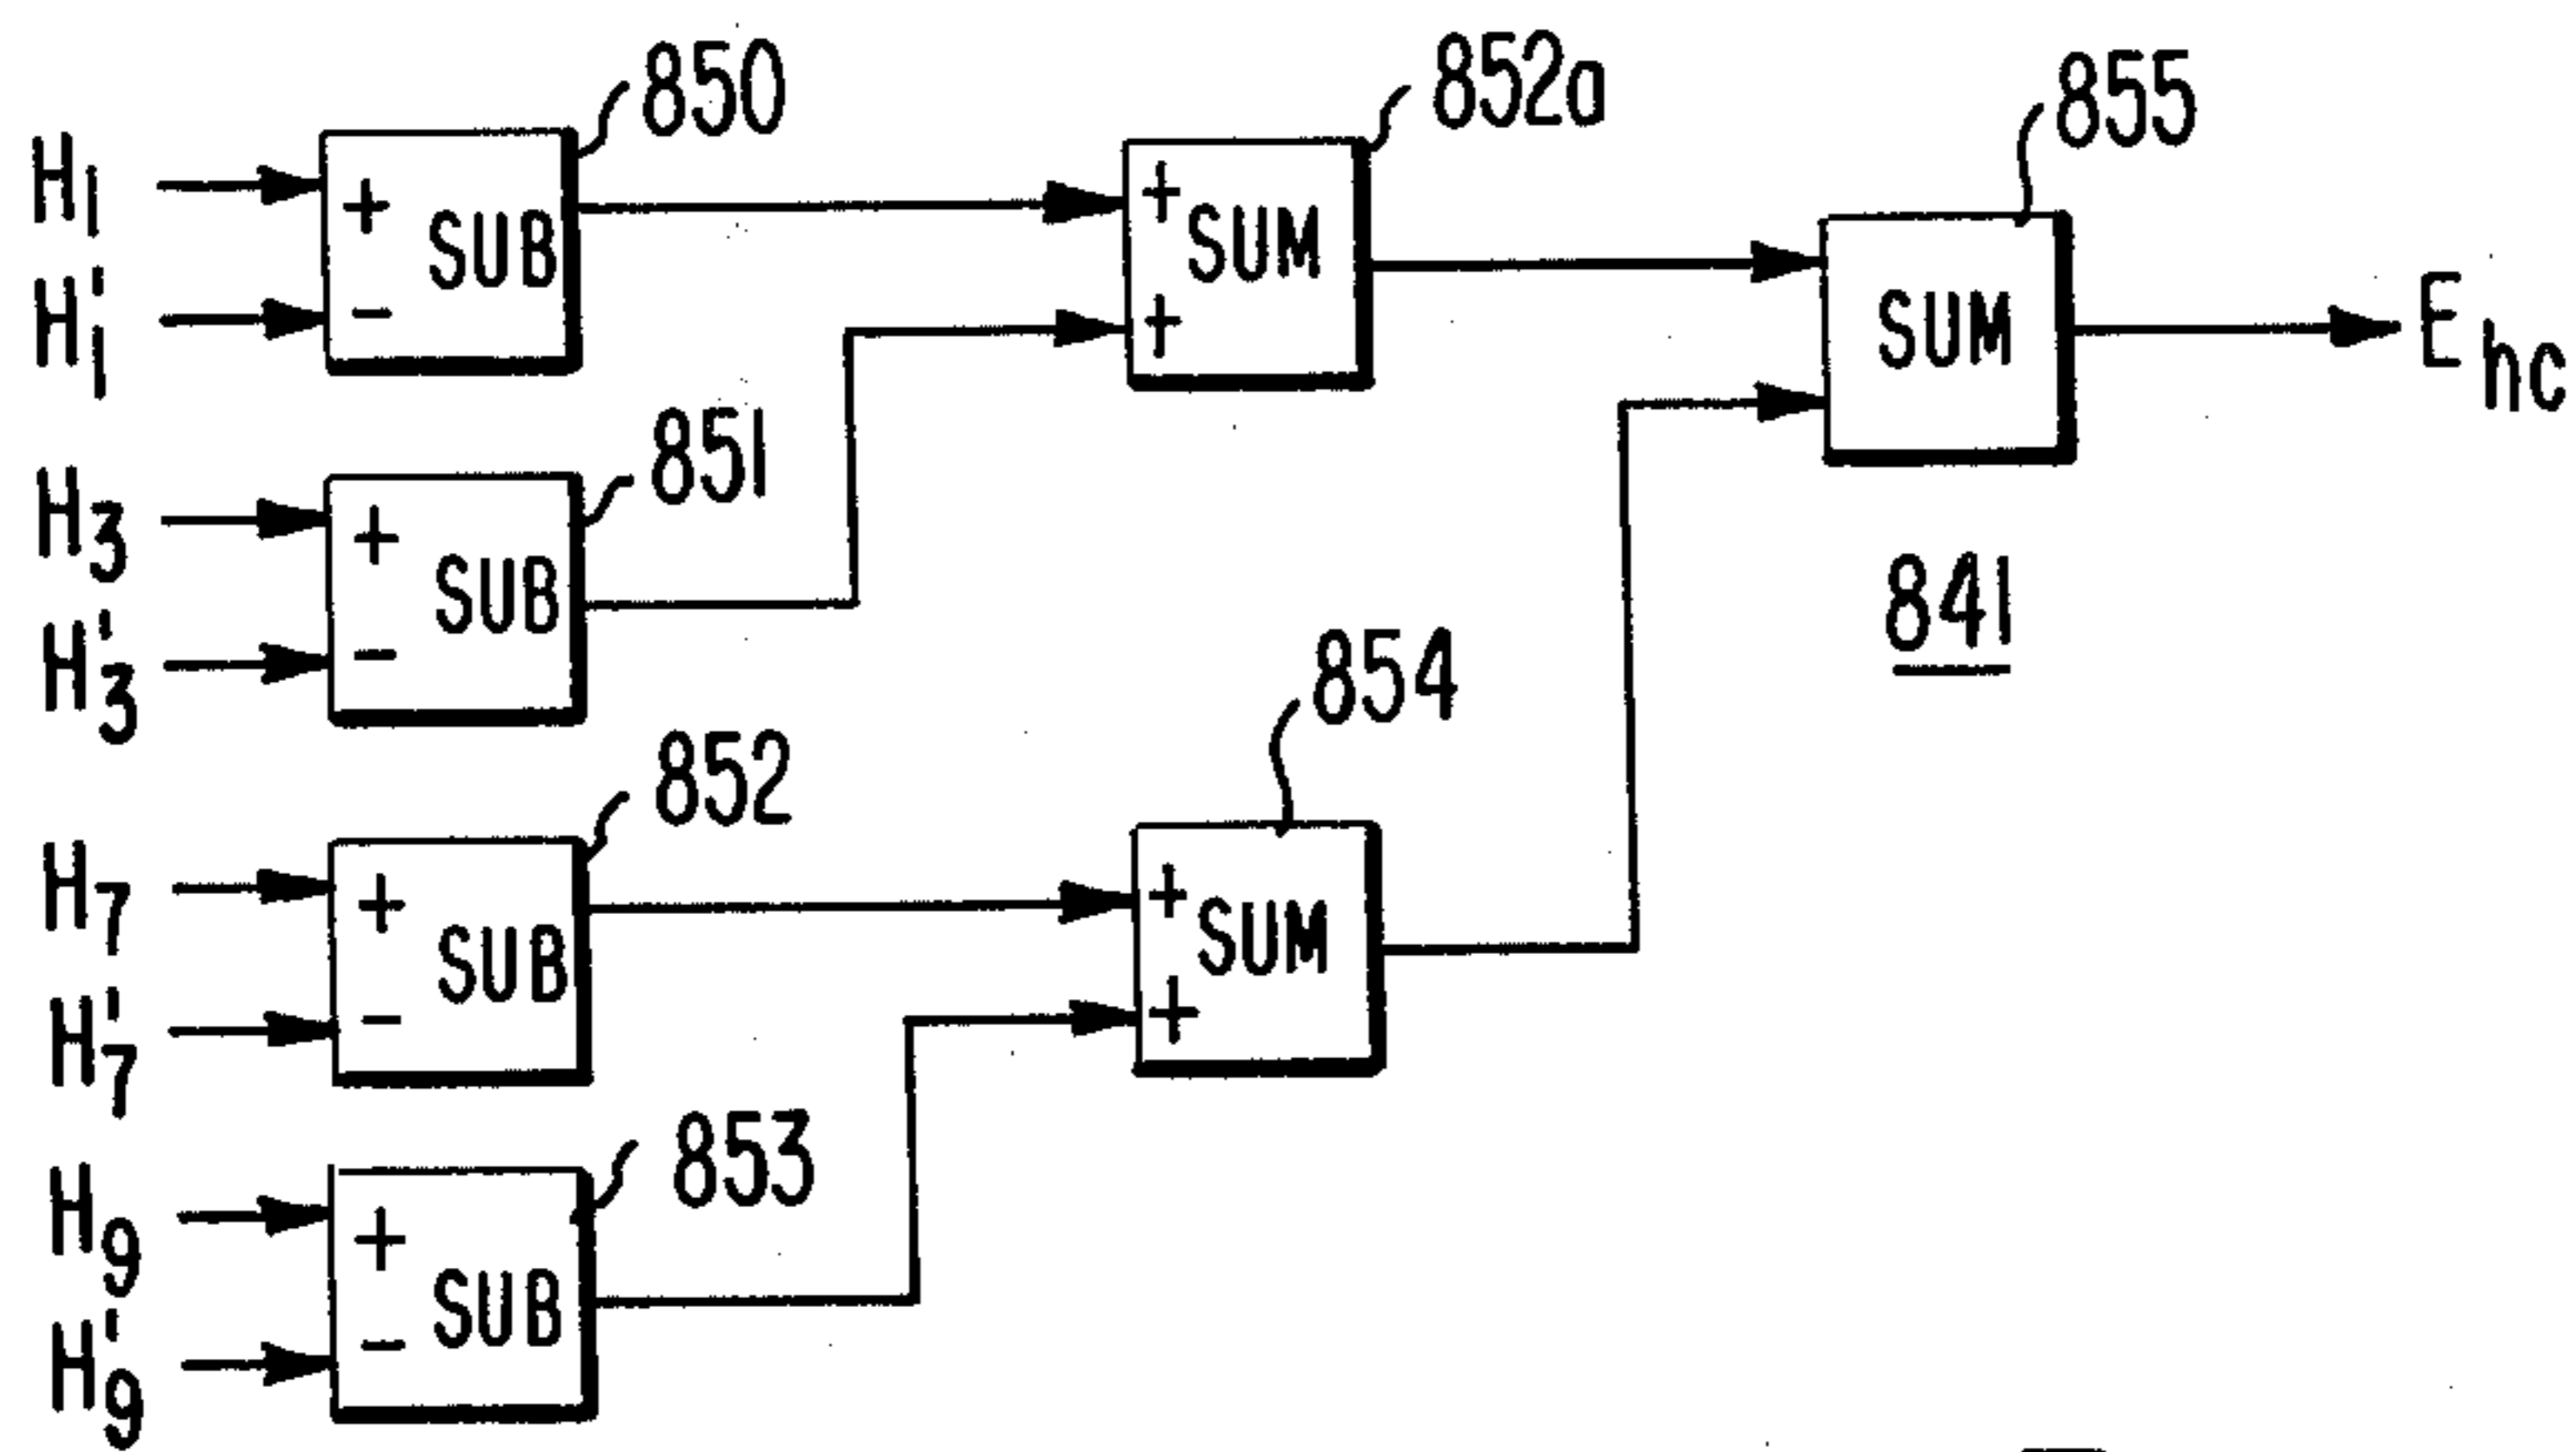 850
852a
855
H1
+
SUB
-
H'1
+
SUM
+
SUM
Ehc
851
H3
+
SUB
-
H'3
841
854
852
H7
+
SUB
-
H'7
+
SUM
+
853
H9
+
SUB
-
H'9